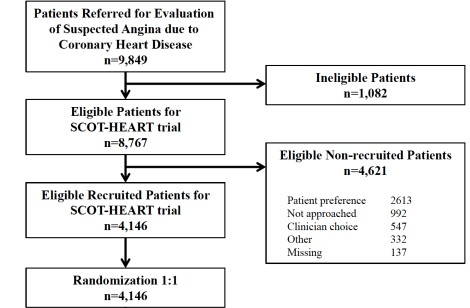 Patients Referred for Evaluation
of Suspected Angina due to
Coronary Heart Disease
n=9,849
Ineligible Patients
n=1,082
Eligible Patients for
SCOT-HEART trial
n=8,767
Eligible Non-recruited Patients
n=4,621
Patient preference 2613
Not approached 992
Clinician choice 547
Other 332
Missing 137
Eligible Recruited Patients for
SCOT-HEART trial
n=4,146
Randomization 1:1
n=4,146